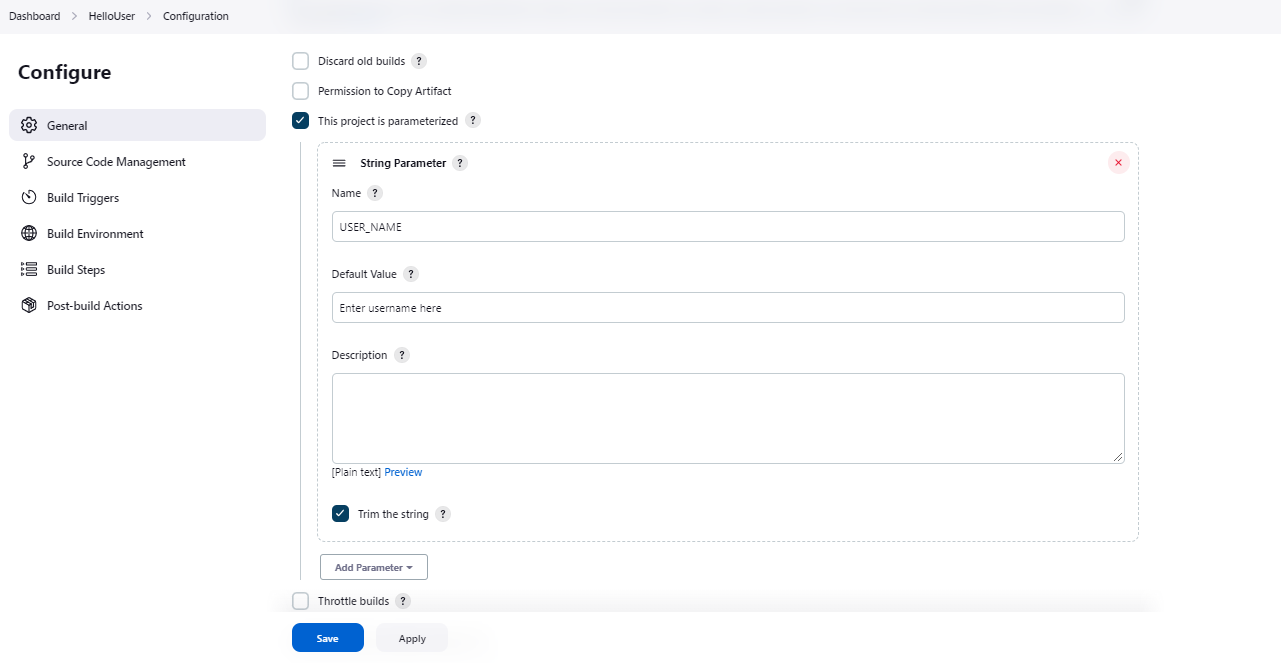 Dashboard > HelloUser > Configuration
Configure
General
Source Code Management
Build Triggers
Build Environment
Build Steps
Post-build Actions
Discard old builds ?
Permission to Copy Artifact
This project is parameterized ?
String Parameter ?
Name ?
USER_NAME
Default Value ?
Enter username here
Description ?
[Plain text] Preview
Trim the string ?
Add Parameter
Throttle builds ?
Save Apply